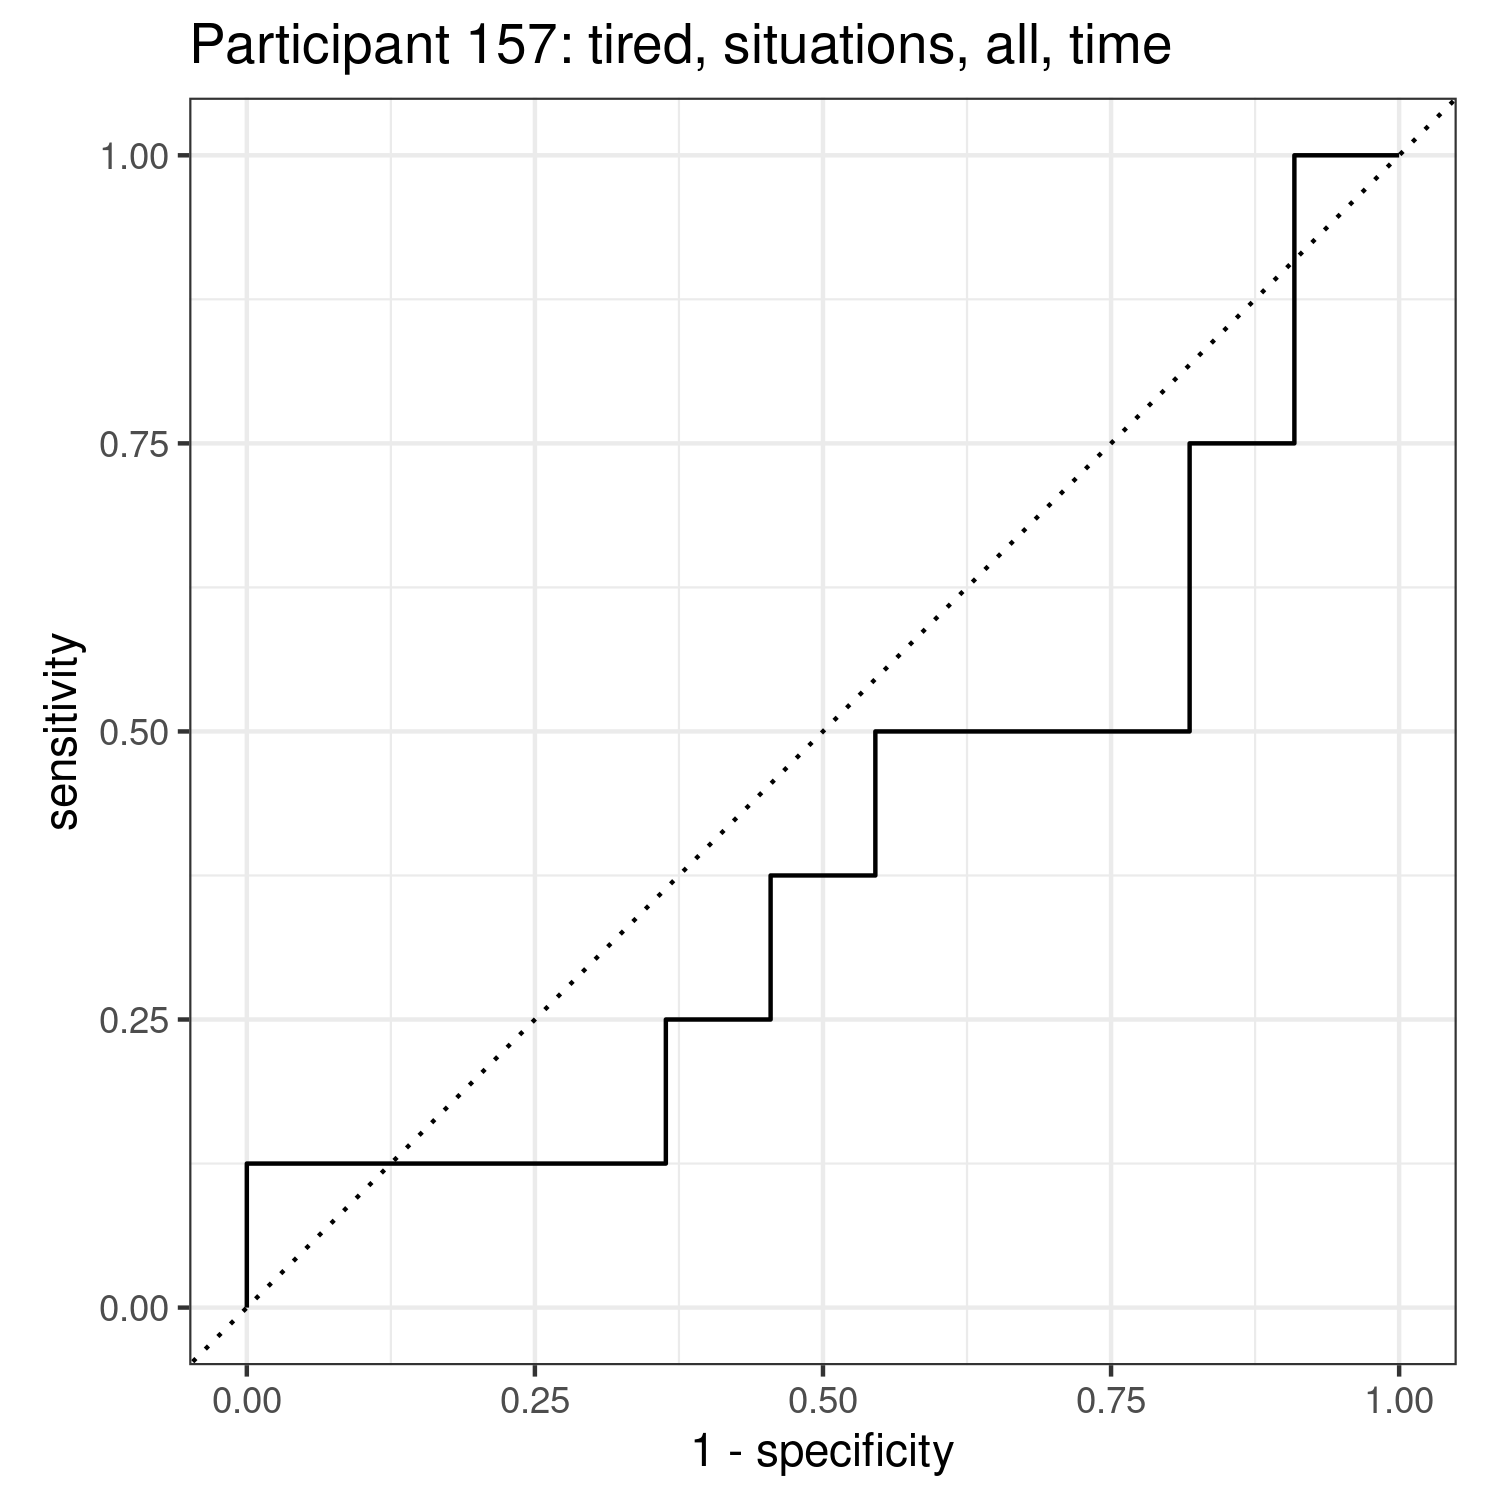 Participant 157: tired, situations, all, time
1.00
0.75
0.50
0.25
0.00
sensitivity
0.00 0.25 0.50 0.75 1.00
1 - specificity